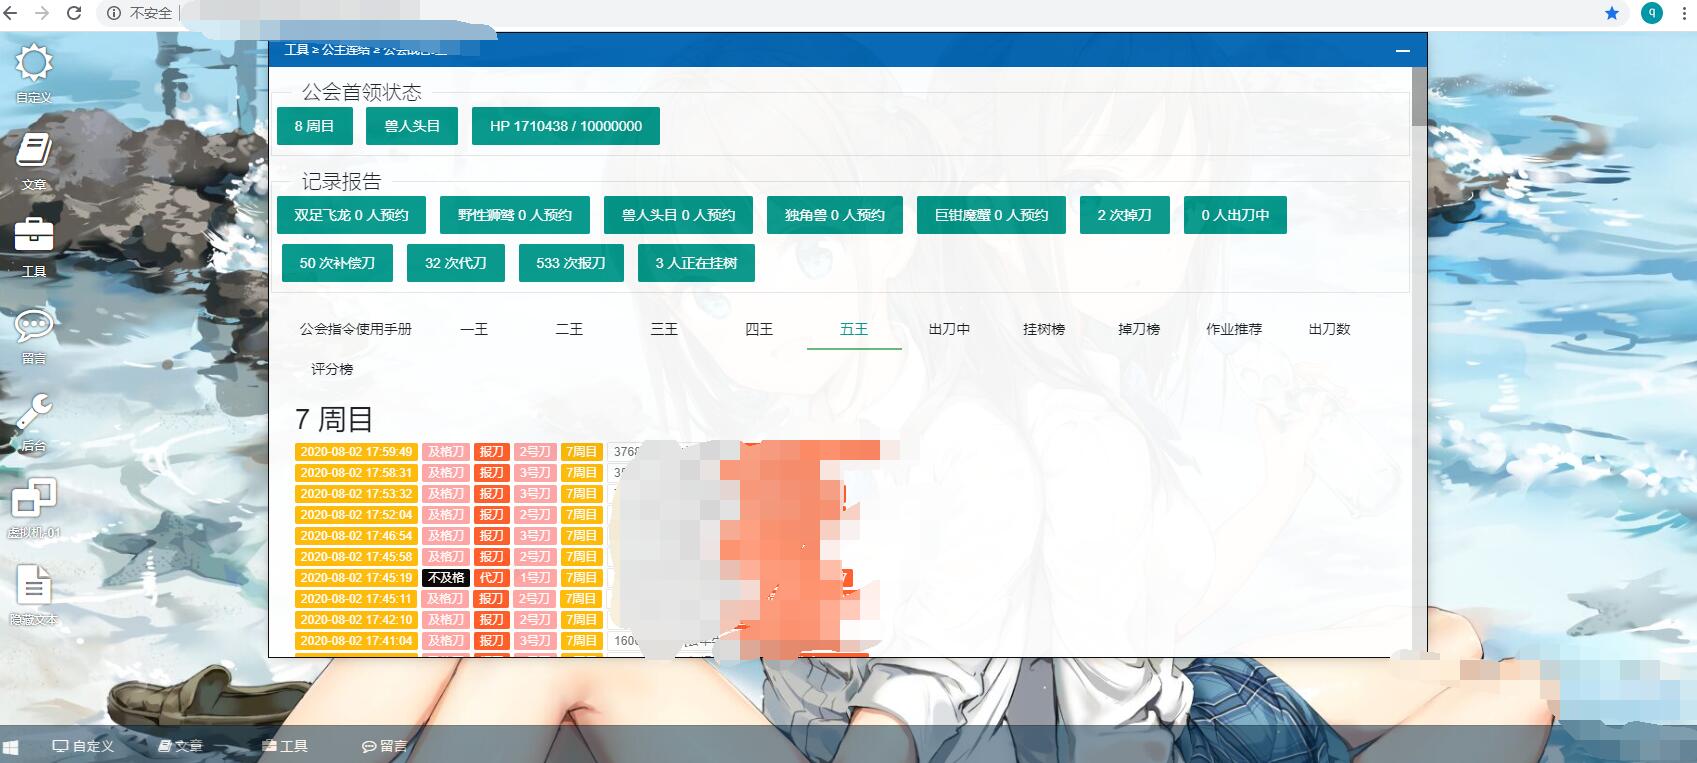 不安全
工具 ≥ 公主连结 ≥
自定义
文章
工具
留言
后台
虚拟机-01
隐藏文本
公会首领状态
8 周目 兽人头目 HP 1710438 / 10000000
记录报告
双足飞龙 0 人预约 野性狮鹫 0 人预约 兽人头目 0 人预约 独角兽 0 人预约 巨钳魔蟹 0 人预约 2 次掉刀 0 人出刀中
50 次补偿刀 32 次代刀 533 次报刀 3 人正在挂树
公会指令使用手册 一王 二王 三王 四王 五王 出刀中 挂树榜 掉刀榜 作业推荐 出刀数
评分榜
7 周目
2020-08-02 17:59:49 及格刀 报刀 2号刀 7周目
2020-08-02 17:58:31 及格刀 报刀 3号刀 7周目
2020-08-02 17:53:32 及格刀 报刀 3号刀 7周目
2020-08-02 17:52:04 及格刀 报刀 2号刀 7周目
2020-08-02 17:46:54 及格刀 报刀 3号刀 7周目
2020-08-02 17:45:58 及格刀 报刀 2号刀 7周目
2020-08-02 17:45:19 不及格 代刀 1号刀 7周目
2020-08-02 17:45:11 及格刀 报刀 2号刀 7周目
2020-08-02 17:42:10 及格刀 报刀 2号刀 7周目
2020-08-02 17:41:04 及格刀 报刀 3号刀 7周目
自定义 文章 工具 留言